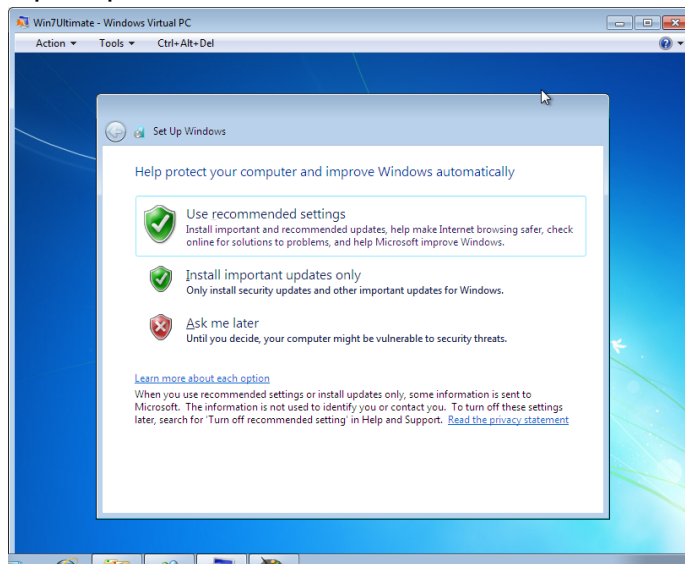 Win7Ultimate - Windows Virtual PC
Action Tools Ctrl+Alt+Del
Set Up Windows
Help protect your computer and improve Windows automatically
Use recommended settings
Install important and recommended updates, help make Internet browsing safer, check
online for solutions to problems, and help Microsoft improve Windows.
Install important updates only
Only install security updates and other important updates for Windows.
Ask me later
Until you decide, your computer might be vulnerable to security threats.
Learn more about each option
When you use recommended settings or install updates only, some information is sent to
Microsoft. The information is not used to identify you or contact you. To turn off these settings
later, search for 'Turn off recommended setting' in Help and Support. Read the privacy statement